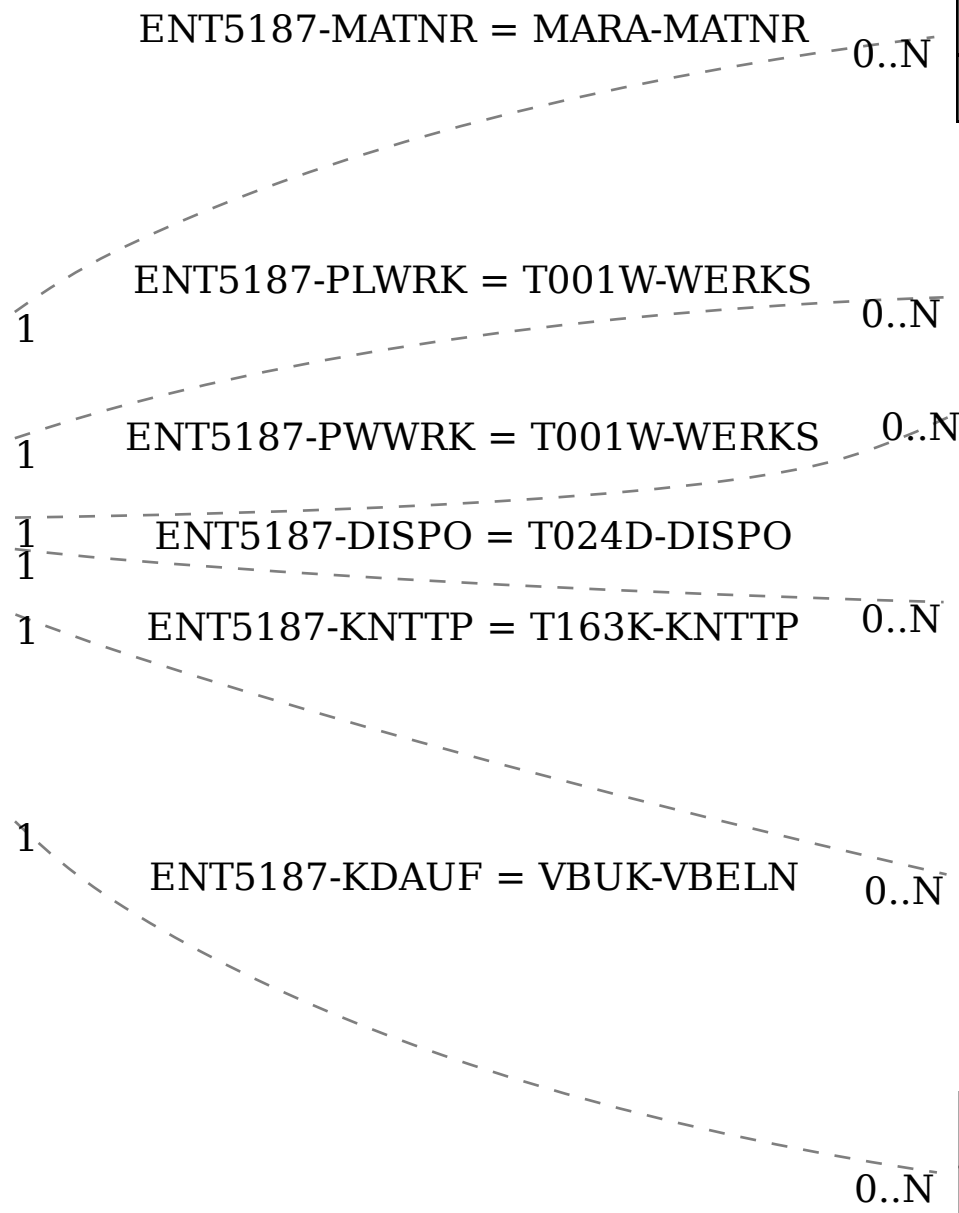 ENT5187-MATNR = MARA-MATNR
0..N
ENT5187-PLWRK = T001W-WERKS
0..N
1
ENT5187-PWWRK = T001W-WERKS
0..N
1
1
ENT5187-DISPO = T024D-DISPO
1
1
ENT5187-KNTTP = T163K-KNTTP
0..N
1
ENT5187-KDAUF = VBUK-VBELN
0..N
0..N